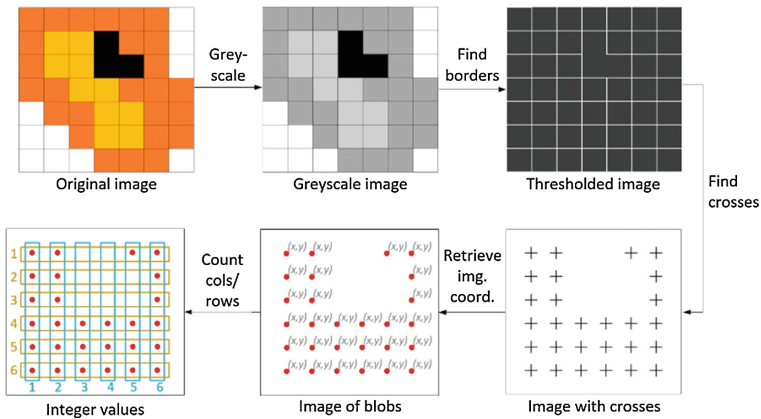 Grey-
scale
Find
borders
Original image
Greyscale image
Thresholded image
Find
crosses
1
2
3
4
5
6
1 2 3 4 5 6
Integer values
Count
cols/
rows
(x,y) (x,y) (x,y) (x,y)
(x,y) (x,y) (x,y)
(x,y) (x,y) (x,y)
(x,y) (x,y) (x,y) (x,y) (x,y) (x,y)
(x,y) (x,y) (x,y) (x,y) (x,y) (x,y)
(x,y) (x,y) (x,y) (x,y) (x,y) (x,y)
Image of blobs
Retrieve
img.
coord.
Image with crosses